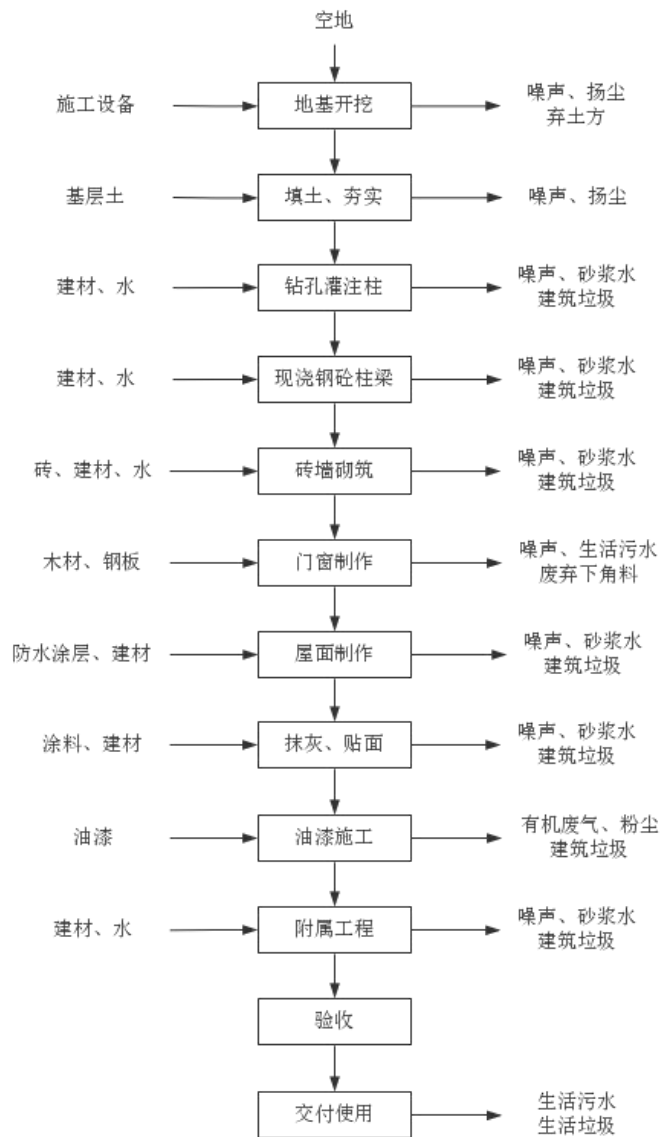 空地
施工设备
地基开挖
噪声、扬尘
弃土方
基层土
填土、夯实
噪声、扬尘
建材、水
钻孔灌注柱
噪声、砂浆水
建筑垃圾
建材、水
现浇钢砼柱梁
噪声、砂浆水
建筑垃圾
砖、建材、水
砖墙砌筑
噪声、砂浆水
建筑垃圾
木材、钢板
门窗制作
噪声、生活污水
废弃下角料
防水涂层、建材
屋面制作
噪声、砂浆水
建筑垃圾
涂料、建材
抹灰、贴面
噪声、砂浆水
建筑垃圾
油漆
油漆施工
有机废气、粉尘
建筑垃圾
建材、水
附属工程
噪声、砂浆水
建筑垃圾
验收
交付使用
生活污水
生活垃圾